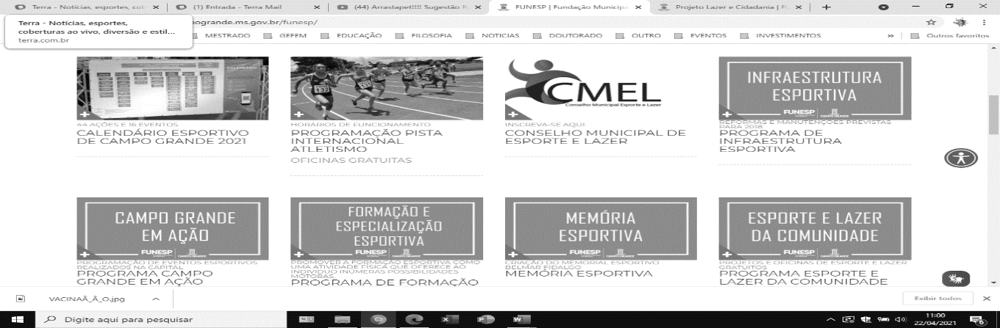 Terra - Notícias, esportes, co
(1) Entrada - Terra Mail
(44) Arrastapet!!!! Sugestão R
FUNESP | Fundação Municipa
Projeto Lazer e Cidadania | F
Terra - Notícias, esportes,
coberturas ao vivo, diversão e estil...
terra.com.br
ogrande.ms.gov.br/funesp/
MESTRADO
GEFEM
EDUCAÇÃO
FILOSOFIA
NOTICIAS
DOUTORADO
OUTRO
EVENTOS
INVESTIMENTOS
»
Outros favoritos
44 AÇÕES E 16 EVENTOS
CALENDÁRIO ESPORTIVO
DE CAMPO GRANDE 2021
132
HORÁRIOS DE FUNCIONAMENTO
PROGRAMAÇÃO PISTA
INTERNACIONAL
ATLETISMO
OFICINAS GRATUITAS
CMEL
Conselho Municipal Esporte e Lazer
INSCREVA-SE AQUI.
CONSELHO MUNICIPAL DE
ESPORTE E LAZER
INFRAESTRUTURA
ESPORTIVA
FUNESP
CAMPO GRANDE
REFORMAS E MANUTENÇÕES PREVISTAS
PARA 2018
PROGRAMA DE
INFRAESTRUTURA
ESPORTIVA
CAMPO GRANDE
EM AÇÃO
FUNESP
PROGRAMAÇÃO DE EVENTOS ESPORTIVOS
REALIZADOS NA CAPITAL
PROGRAMA CAMPO
GRANDE EM AÇÃO
FORMAÇÃO E
ESPECIALIZAÇÃO
ESPORTIVA
FUNESP
PROMOVER A FORMAÇÃO ESPORTIVA COMO
UMA ATIVIDADE FÍSICA QUE OFERECE AO
INDIVÍDUO INÚMERAS POSSIBILIDADES
MOTORAS.
PROGRAMA DE FORMAÇÃO
MEMÓRIA
ESPORTIVA
FUNESP
CRIAÇÃO DO MEMORIAL ESPORTIVO
BELMAR FIDALGO
MEMÓRIA ESPORTIVA
ESPORTE E LAZER
DA COMUNIDADE
FUNESP
PROJETOS E OFICINAS DE ESPORTE E LAZER
GRATUITOS
PROGRAMA ESPORTE E
LAZER DA COMUNIDADE
VACINAÃ_Ã_O.jpg
Exibir todos
Digite aqui para pesquisar
11:00
22/04/2021
6